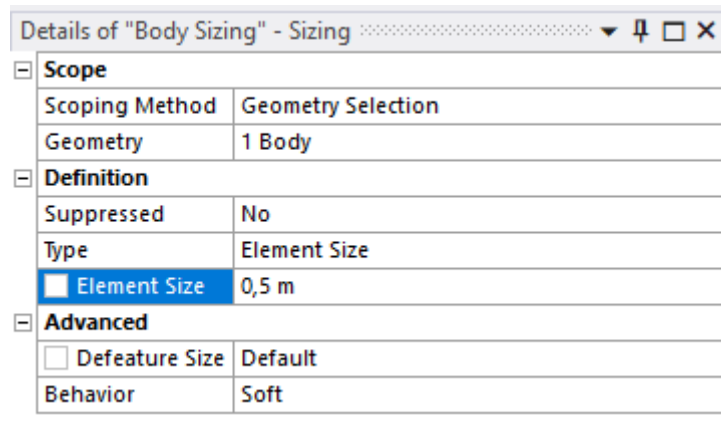 Details of "Body Sizing" - Sizing
Scope
Scoping Method Geometry Selection
Geometry 1 Body
Definition
Suppressed No
Type Element Size
Element Size 0,5 m
Advanced
Defeature Size Default
Behavior Soft